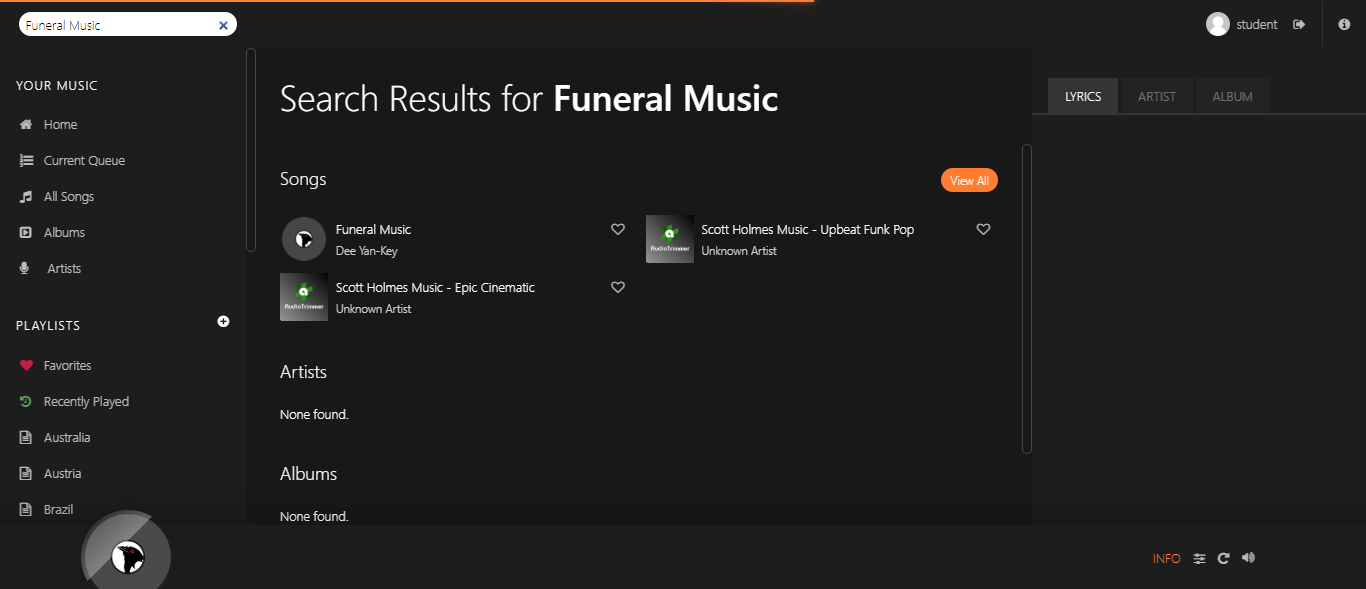 Funeral Music
student
YOUR MUSIC
Home
Current Queue
All Songs
Albums
Artists
PLAYLISTS
Favorites
Recently Played
Australia
Austria
Brazil
Search Results for Funeral Music
Songs
View All
Funeral Music
Dee Yan-Key
a
AudioTrimmer
Scott Holmes Music - Upbeat Funk Pop
Unknown Artist
a
AudioTrimmer
Scott Holmes Music - Epic Cinematic
Unknown Artist
Artists
None found.
Albums
None found.
LYRICS
ARTIST
ALBUM
INFO